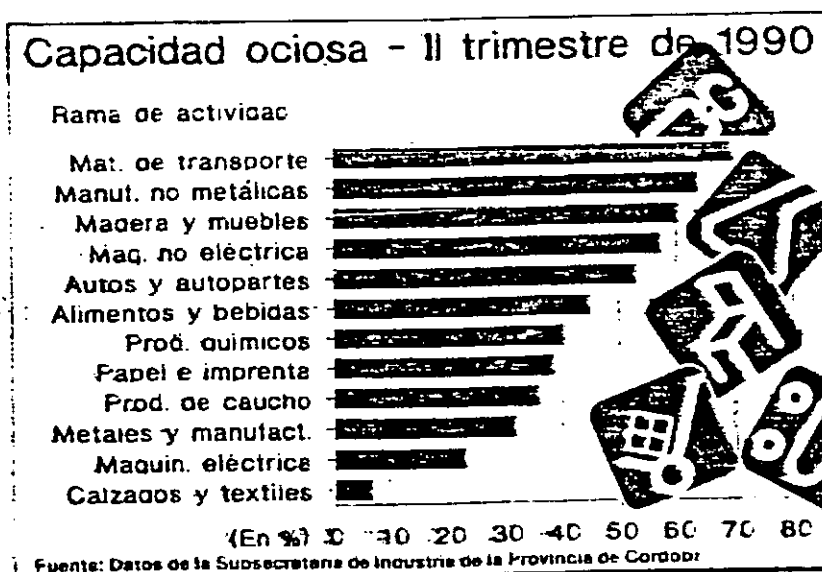 Capacidad ociosa - II trimestre de 1990
Rama de actividad
Mat. de transporte
Manuf. no metálicas
Madera y muebles
Maq. no eléctrica
Autos y autopartes
Alimentos y bebidas
Prod. químicos
Papel e imprenta
Prod. de caucho
Metales y manufact.
Maquin. eléctrica
Calzados y textiles
(En %) 0 10 20 30 40 50 60 70 80
Fuente: Datos de la Subsecretaria de Industria de la Provincia de Cordoba